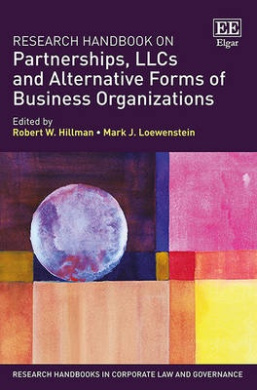 EE
Elgar
RESEARCH HANDBOOK ON
Partnerships, LLCs
and Alternative Forms of
Business Organizations
Edited by
Robert W. Hillman • Mark J. Loewenstein
RESEARCH HANDBOOKS IN CORPORATE LAW AND GOVERNANCE